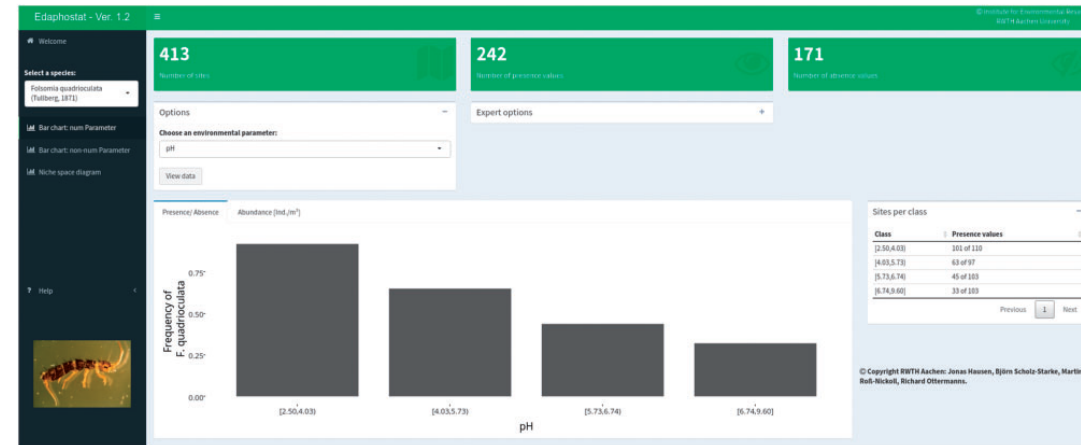 Edaphostat - Ver. 1.2
© Institute for Environmental Rese
RWTH Aachen University
Welcome
413
Number of sites
242
Number of presence values
171
Number of absence values
Select a species:
Folsomia quadrioculata
(Tullberg, 1871)
Bar chart: num Parameter
Bar chart: non-num Parameter
Niche space diagram
? Help
Options
Choose an environmental parameter:
pH
View data
Expert options
Presence/ Absence
Abundance [Ind./m²]
Frequency of
F. quadrioculata
0.75
0.50
0.25
0.00
[2.50,4.03)
[4.03,5.73)
[5.73,6.74)
[6.74,9.60]
pH
Sites per class
Class Presence values
[2.50,4.03) 101 of 110
[4.03,5.73) 63 of 97
[5.73,6.74) 45 of 103
[6.74,9.60] 33 of 103
Previous 1 Next
© Copyright RWTH Aachen: Jonas Hausen, Björn Scholz-Starke, Martin
Roß-Nickoll, Richard Ottermanns.